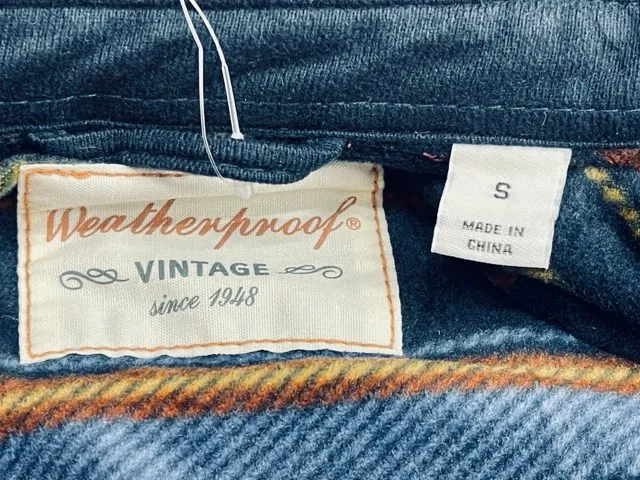 Weatherproof®
VINTAGE
since 1948
S
MADE IN
CHINA